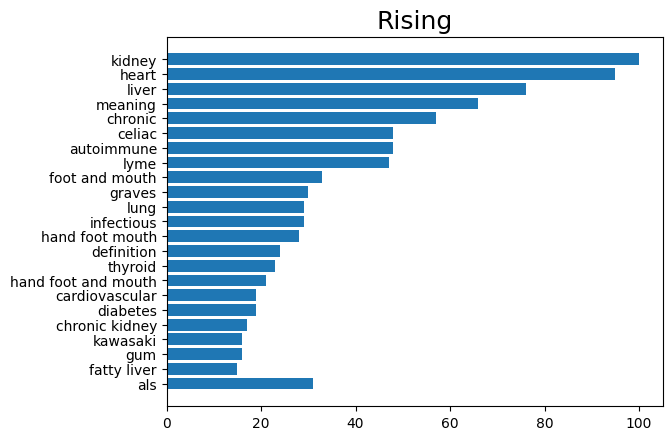 Rising
kidney
heart
liver
meaning
chronic
celiac
autoimmune
lyme
foot and mouth
graves
lung
infectious
hand foot mouth
definition
thyroid
hand foot and mouth
cardiovascular
diabetes
chronic kidney
kawasaki
gum
fatty liver
als
0 20 40 60 80 100